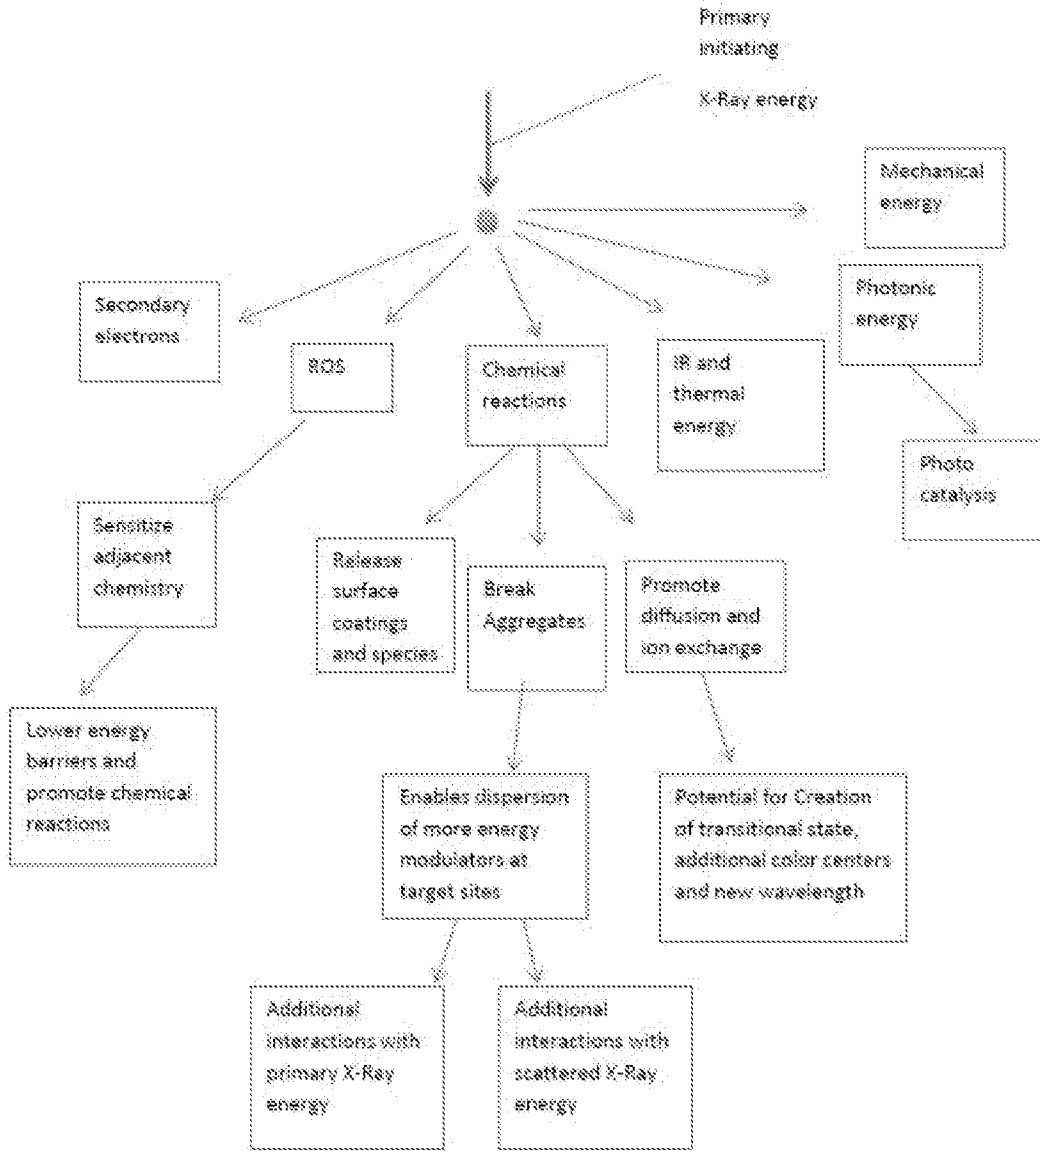 Primary
initiating
X-Ray energy
Mechanical
energy
Secondary
electrons
ROS
Chemical
reactions
IR and
thermal
energy
Photonic
energy
Photo
catalysis
Sensitize
adjacent
chemistry
Release
surface
coatings
and species
Break
Aggregates
Promote
diffusion and
ion exchange
Lower energy
barriers and
promote chemical
reactions
Enables dispersion
of more energy
modulators at
target sites
Potential for Creation
of transitional state,
additional color centers
and new wavelength
Additional
interactions with
primary X-Ray
energy
Additional
interactions with
scattered X-Ray
energy